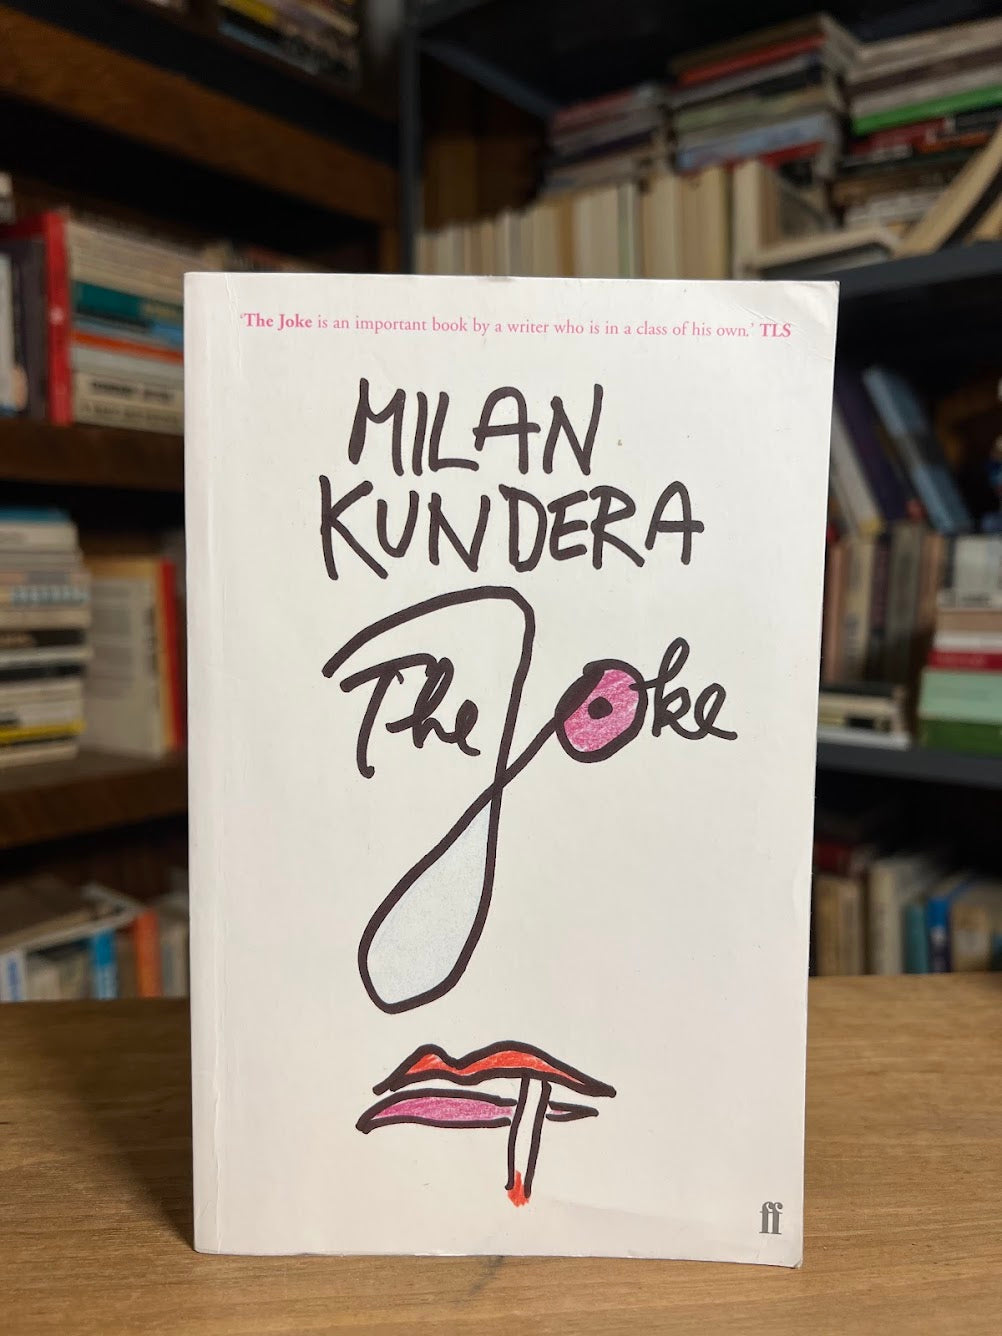 'The Joke is an important book by a writer who is in a class of his own.' TLS
MILAN
KUNDERA
The Joke
ff